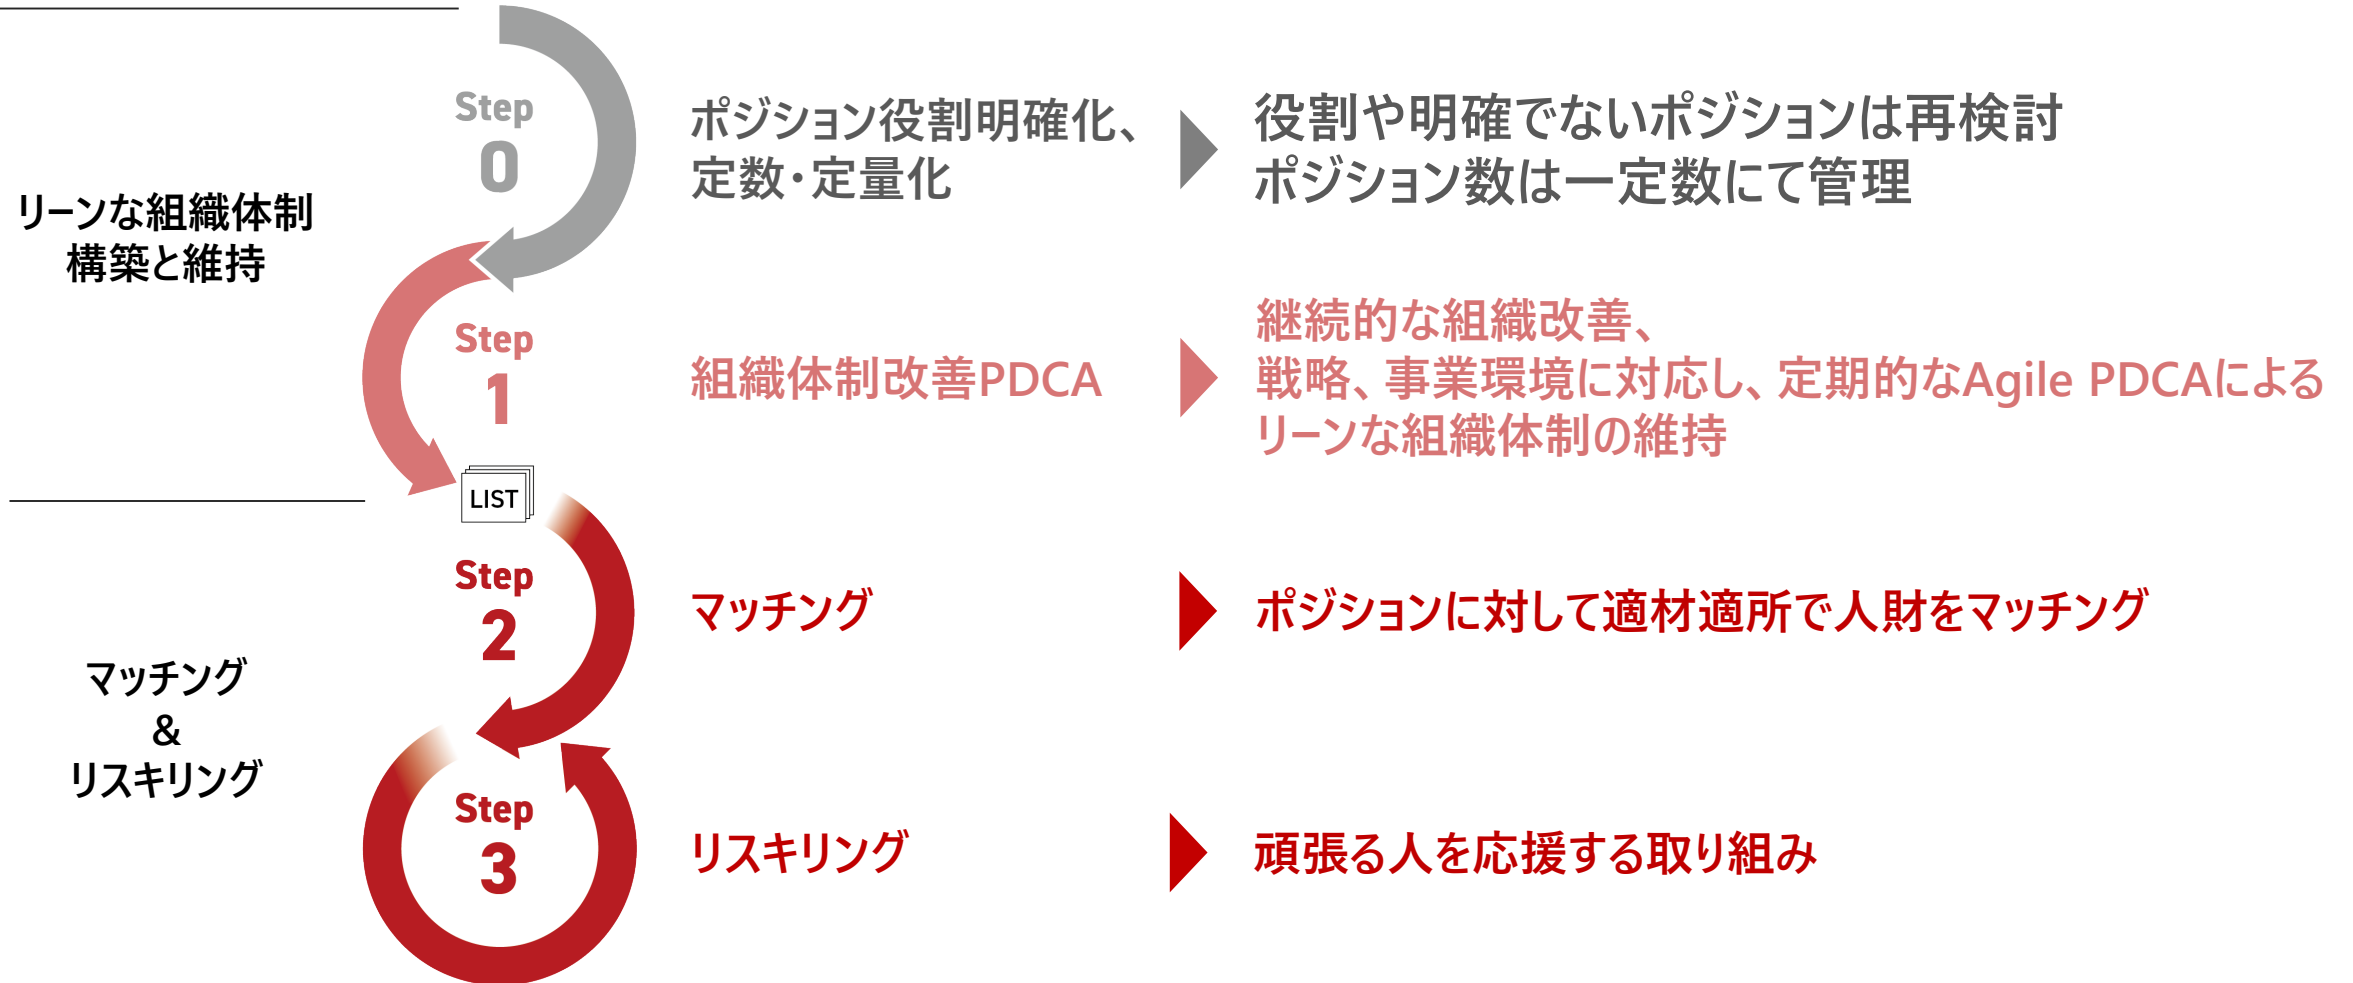 リーンな組織体制
構築と維持
Step
0
ポジション役割明確化、
定数・定量化
役割や明確でないポジションは再検討
ポジション数は一定数にて管理
Step
1
組織体制改善PDCA
継続的な組織改善、
戦略、事業環境に対応し、定期的なAgile PDCAによる
リーンな組織体制の維持
LIST
マッチング
&
リスキリング
Step
2
マッチング
ポジションに対して適材適所で人財をマッチング
Step
3
リスキリング
頑張る人を応援する取り組み